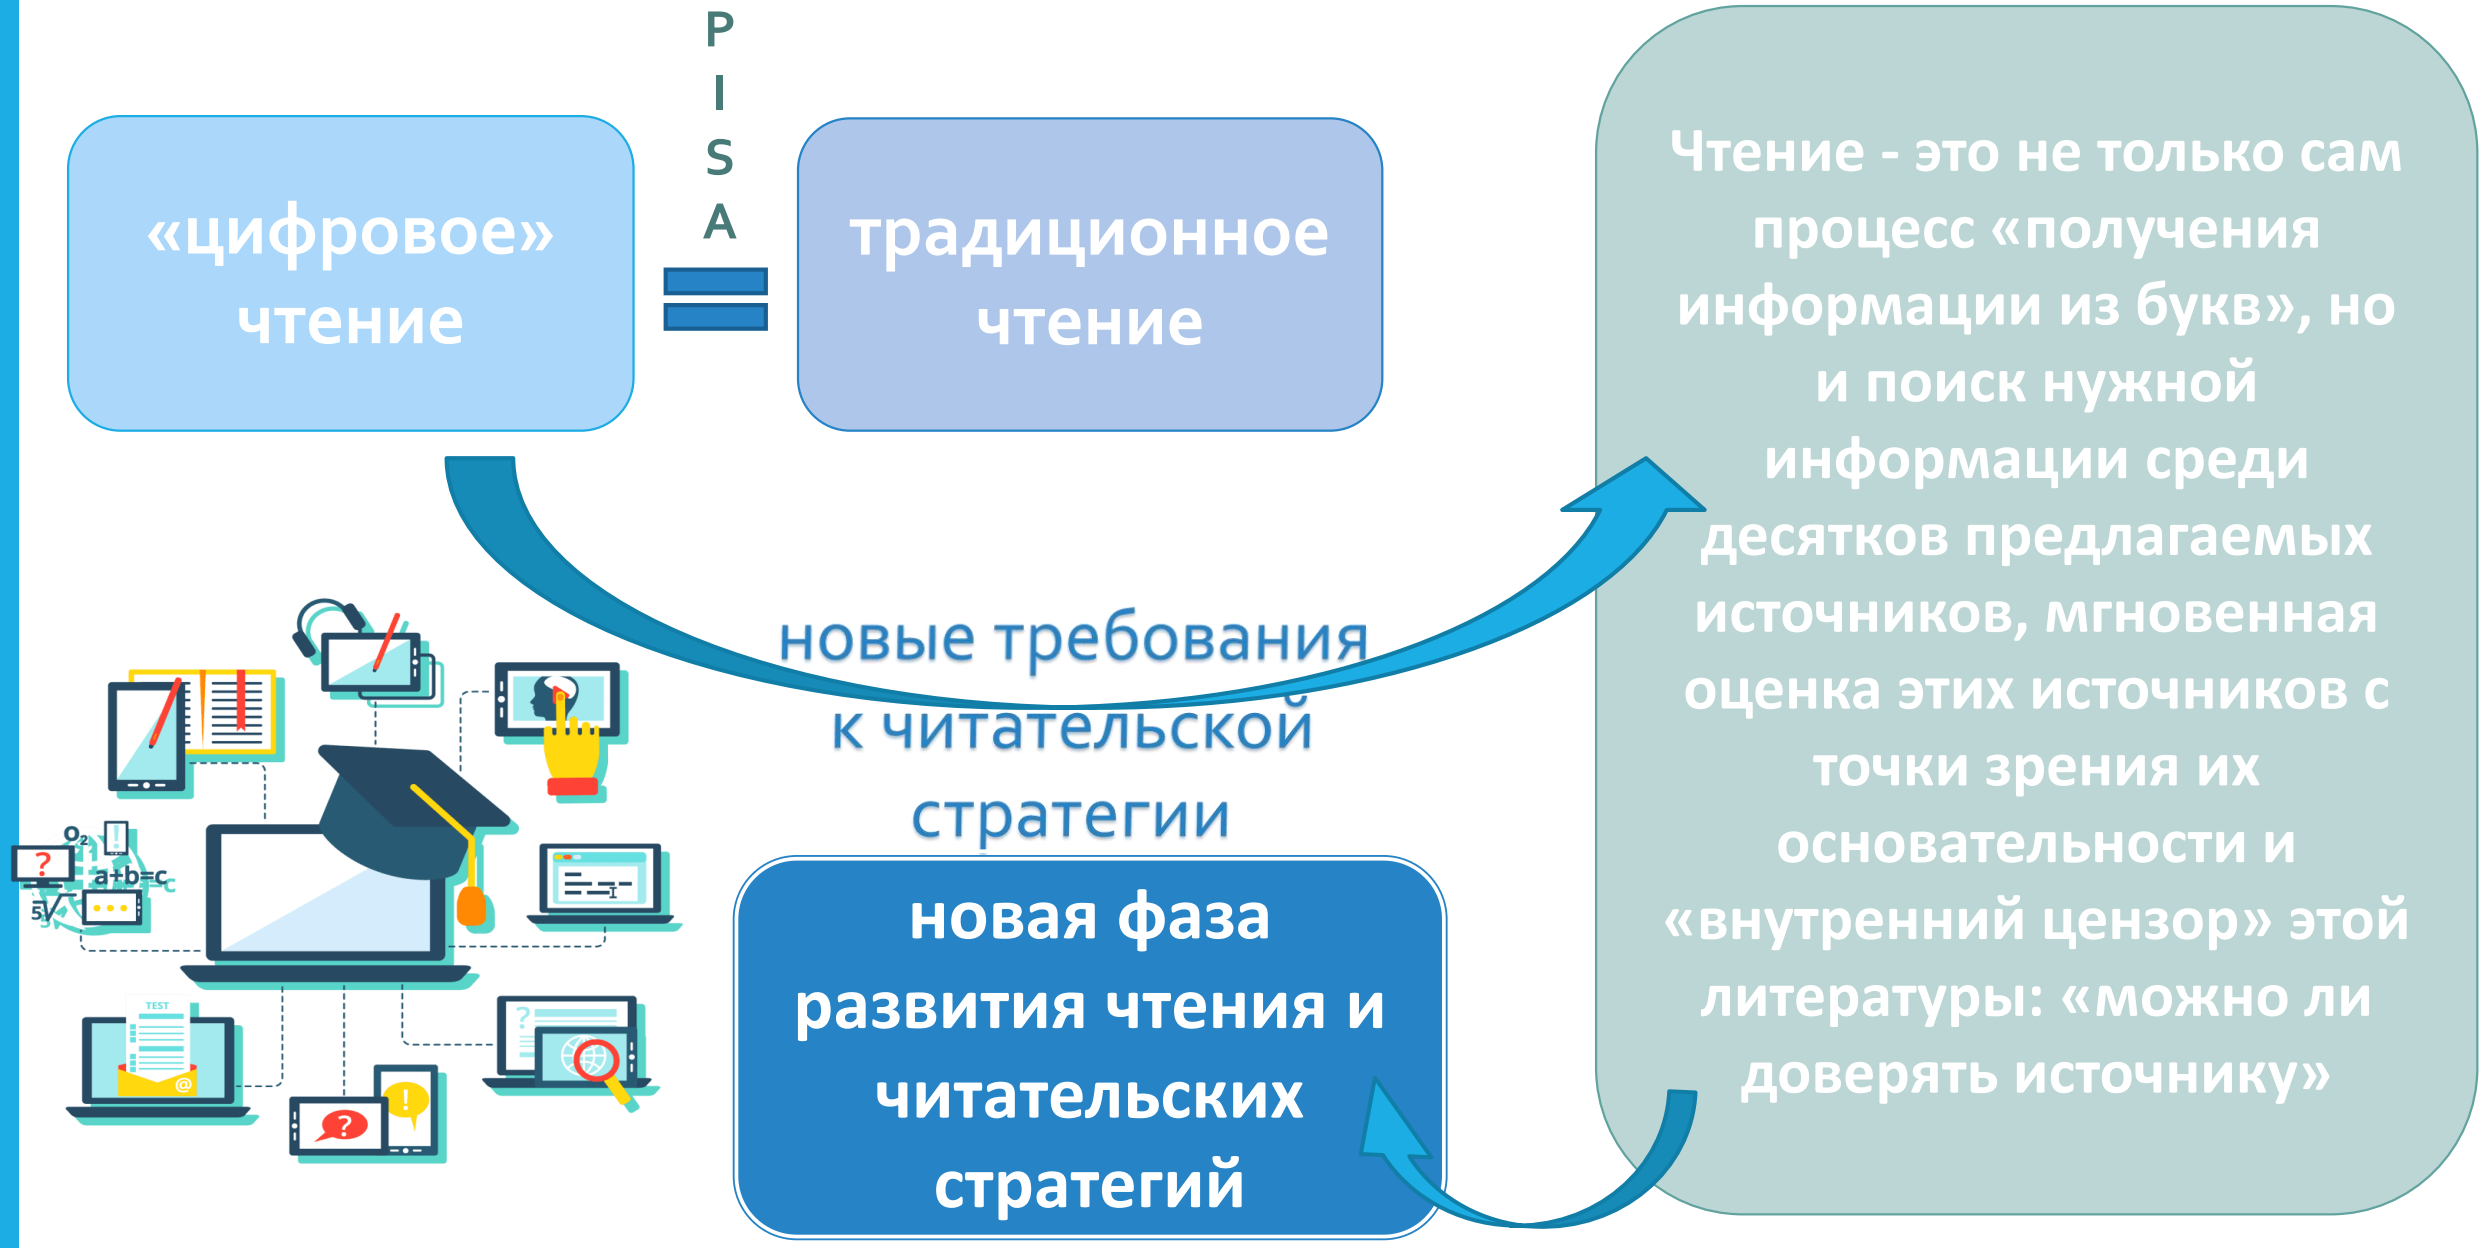 P
I
S
A
«цифровое»
чтение
традиционное
чтение
новые требования
к читательской
стратегии
новая фаза
развития чтения и
читательских
стратегий
Чтение - это не только сам
процесс «получения
информации из букв», но
и поиск нужной
информации среди
десятков предлагаемых
источников, мгновенная
оценка этих источников с
точки зрения их
основательности и
«внутренний цензор» этой
литературы: «можно ли
доверять источнику»
O₂
!
?
a+b=c
5√
TEST
@
?
!
?